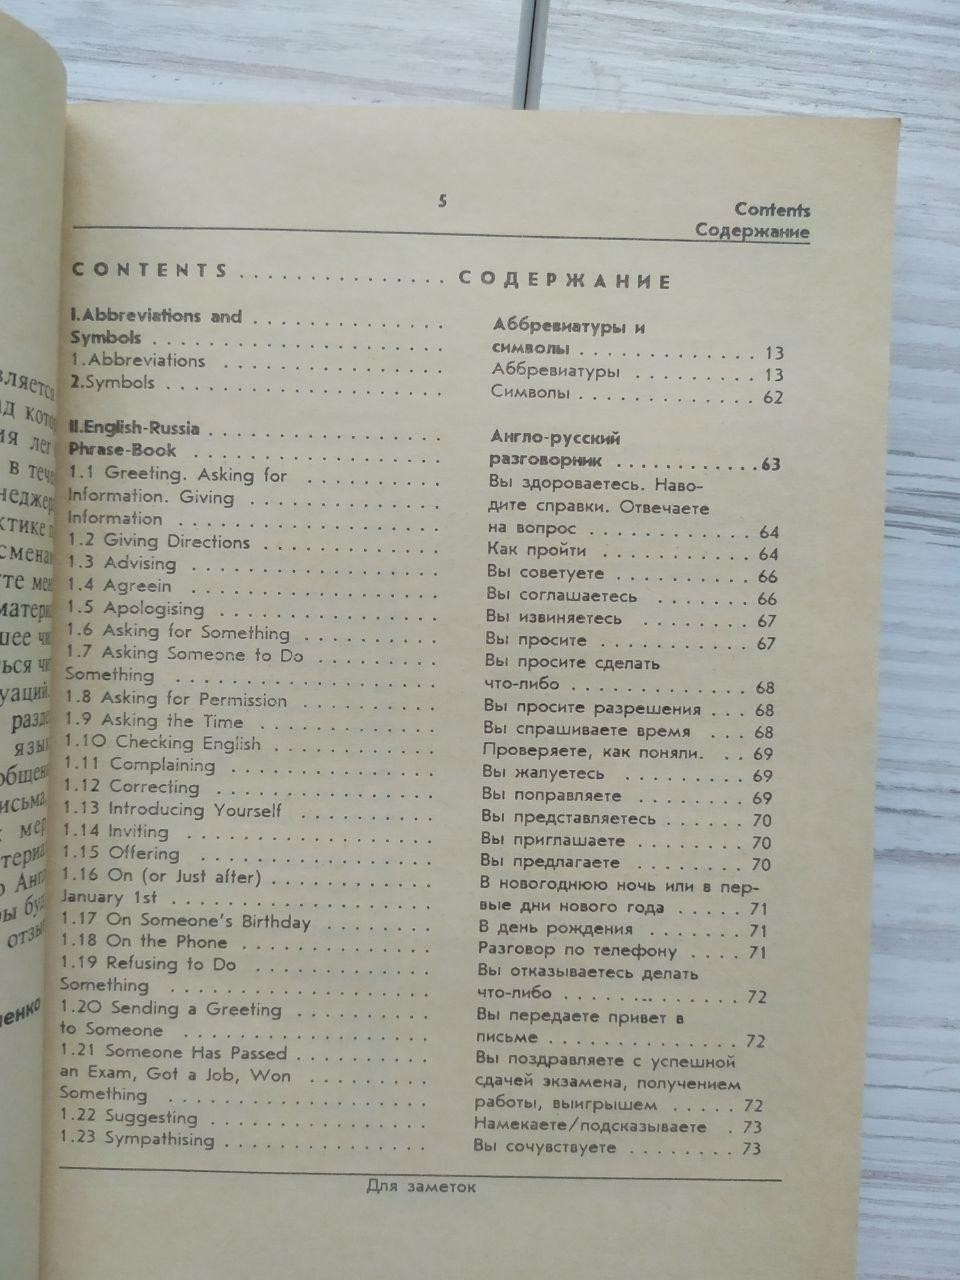 5
Contents
Содержание
CONTENTS . . . . . . . . . . . . . . . . СОДЕРЖАНИЕ
I.Abbreviations and . . . . . . . . . . . . .
Symbols . . . . . . . . . . . . . . . . . . .
1.Abbreviations . . . . . . . . . . . . . . .
2.Symbols . . . . . . . . . . . . . . . . . .
Аббревиатуры и
символы . . . . . . . . . . . . . 13
Аббревиатуры . . . . . . . . . 13
Символы . . . . . . . . . . . . . 62
II.English-Russia . . . . . . . . . . . . . . .
Phrase-Book . . . . . . . . . . . . . . . .
1.1 Greeting. Asking for . . . . . . . . . .
Information. Giving . . . . . . . . . . . .
Information . . . . . . . . . . . . . . . . .
1.2 Giving Directions . . . . . . . . . . . .
1.3 Advising . . . . . . . . . . . . . . . . .
1.4 Agreein . . . . . . . . . . . . . . . . .
1.5 Apologising . . . . . . . . . . . . . . .
1.6 Asking for Something . . . . . . . . . .
1.7 Asking Someone to Do . . . . . . . . .
Something . . . . . . . . . . . . . . . . .
1.8 Asking for Permission . . . . . . . . . .
1.9 Asking the Time . . . . . . . . . . . .
1.10 Checking English . . . . . . . . . . .
1.11 Complaining . . . . . . . . . . . . . .
1.12 Correcting . . . . . . . . . . . . . . .
1.13 Introducing Yourself . . . . . . . . . .
1.14 Inviting . . . . . . . . . . . . . . . . .
1.15 Offering . . . . . . . . . . . . . . . .
1.16 On (or Just after) . . . . . . . . . . .
January 1st . . . . . . . . . . . . . . . . .
1.17 On Someone's Birthday . . . . . . . .
1.18 On the Phone . . . . . . . . . . . . .
1.19 Refusing to Do . . . . . . . . . . . .
Something . . . . . . . . . . . . . . . . .
1.20 Sending a Greeting . . . . . . . . . .
to Someone . . . . . . . . . . . . . . . .
1.21 Someone Has Passed . . . . . . . . . .
an Exam, Got a Job, Won . . . . . . . .
Something . . . . . . . . . . . . . . . . .
1.22 Suggesting . . . . . . . . . . . . . . .
1.23 Sympathising . . . . . . . . . . . . . .
Англо-русский
разговорник . . . . . . . . . . . 63
Вы здороваетесь. Наво-
дите справки. Отвечаете
на вопрос . . . . . . . . . . . . 64
Как пройти . . . . . . . . . . . 64
Вы советуете . . . . . . . . . . 66
Вы соглашаетесь . . . . . . . 66
Вы извиняетесь . . . . . . . . 67
Вы просите . . . . . . . . . . . 67
Вы просите сделать
что-либо . . . . . . . . . . . . . 68
Вы просите разрешения . . . 68
Вы спрашиваете время . . . 68
Проверяете, как поняли. . . 69
Вы жалуетесь . . . . . . . . . 69
Вы поправляете . . . . . . . . 69
Вы представляетесь . . . . . . 70
Вы приглашаете . . . . . . . . 70
Вы предлагаете . . . . . . . . 70
В новогоднюю ночь или в пер-
вые дни нового года . . . . . 71
В день рождения . . . . . . . 71
Разговор по телефону . . . . 71
Вы отказываетесь делать
что-либо . . . . . . . . . . . . . 72
Вы передаете привет в
письме . . . . . . . . . . . . . . 72
Вы поздравляете с успешной
сдачей экзамена, получением
работы, выигрышем . . . . . 72
Намекаете/подсказываете . 73
Вы сочувствуете . . . . . . . . 73
Для заметок